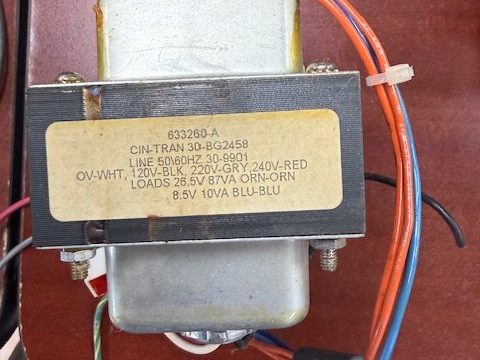 633260-A
CIN-TRAN 30-BG2458
LINE 50\60HZ 30-9901
OV-WHT, 120V-BLK, 220V-GRY,240V-RED
LOADS 26.5V 87VA ORN-ORN
8.5V 10VA BLU-BLU